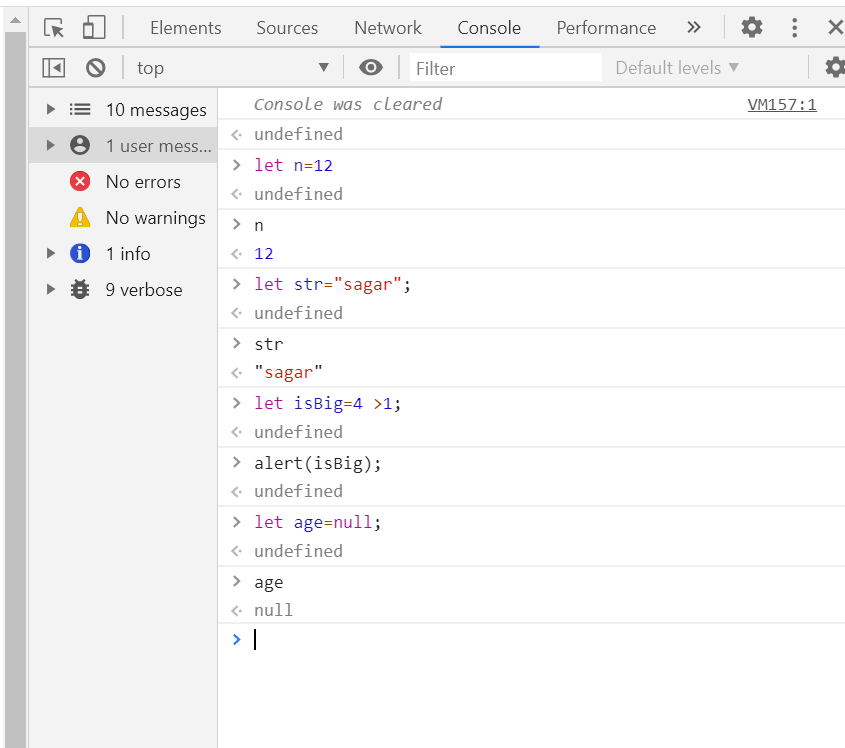 Elements Sources Network Console Performance »
top ▼ Filter Default levels ▼
10 messages
1 user mess...
No errors
No warnings
1 info
9 verbose
Console was cleared VM157:1
undefined
let n=12
undefined
n
12
let str="sagar";
undefined
str
"sagar"
let isBig=4 >1;
undefined
alert(isBig);
undefined
let age=null;
undefined
age
null